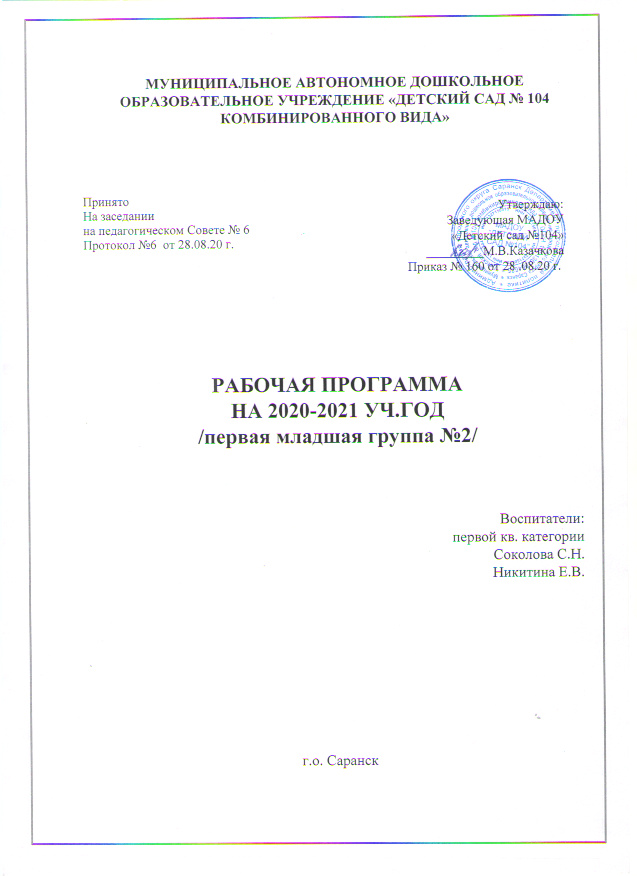 МУНИЦИПАЛЬНОЕ АВТОНОМНОЕ ДОШКОЛЬНОЕ
ОБРАЗОВАТЕЛЬНОЕ УЧРЕЖДЕНИЕ «ДЕТСКИЙ САД № 104
КОМБИНИРОВАННОГО ВИДА»
Принято
На заседании
на педагогическом Совете № 6
Протокол №6 от 28.08.20 г.
Утверждаю:
Заведующая МАДОУ
«Детский сад №104»
М.В.Казачкова
Приказ № 160 от 28 .08.20 г.
РАБОЧАЯ ПРОГРАММА
НА 2020-2021 УЧ.ГОД
/первая младшая группа №2/
Воспитатели:
первой кв. категории
Соколова С.Н.
Никитина Е.В.
г.о. Саранск